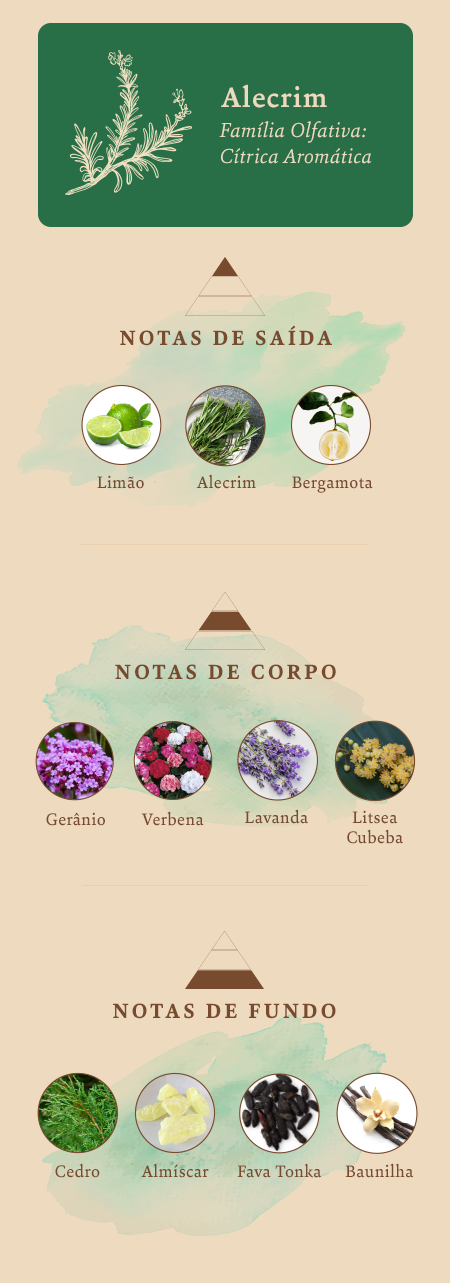 Alecrim
Família Olfativa:
Cítrica Aromática
NOTAS DE SAÍDA
Limão
Alecrim
Bergamota
NOTAS DE CORPO
Gerânio
Verbena
Lavanda
Litsea
Cubeba
NOTAS DE FUNDO
Cedro
Almíscar
Fava Tonka
Baunilha